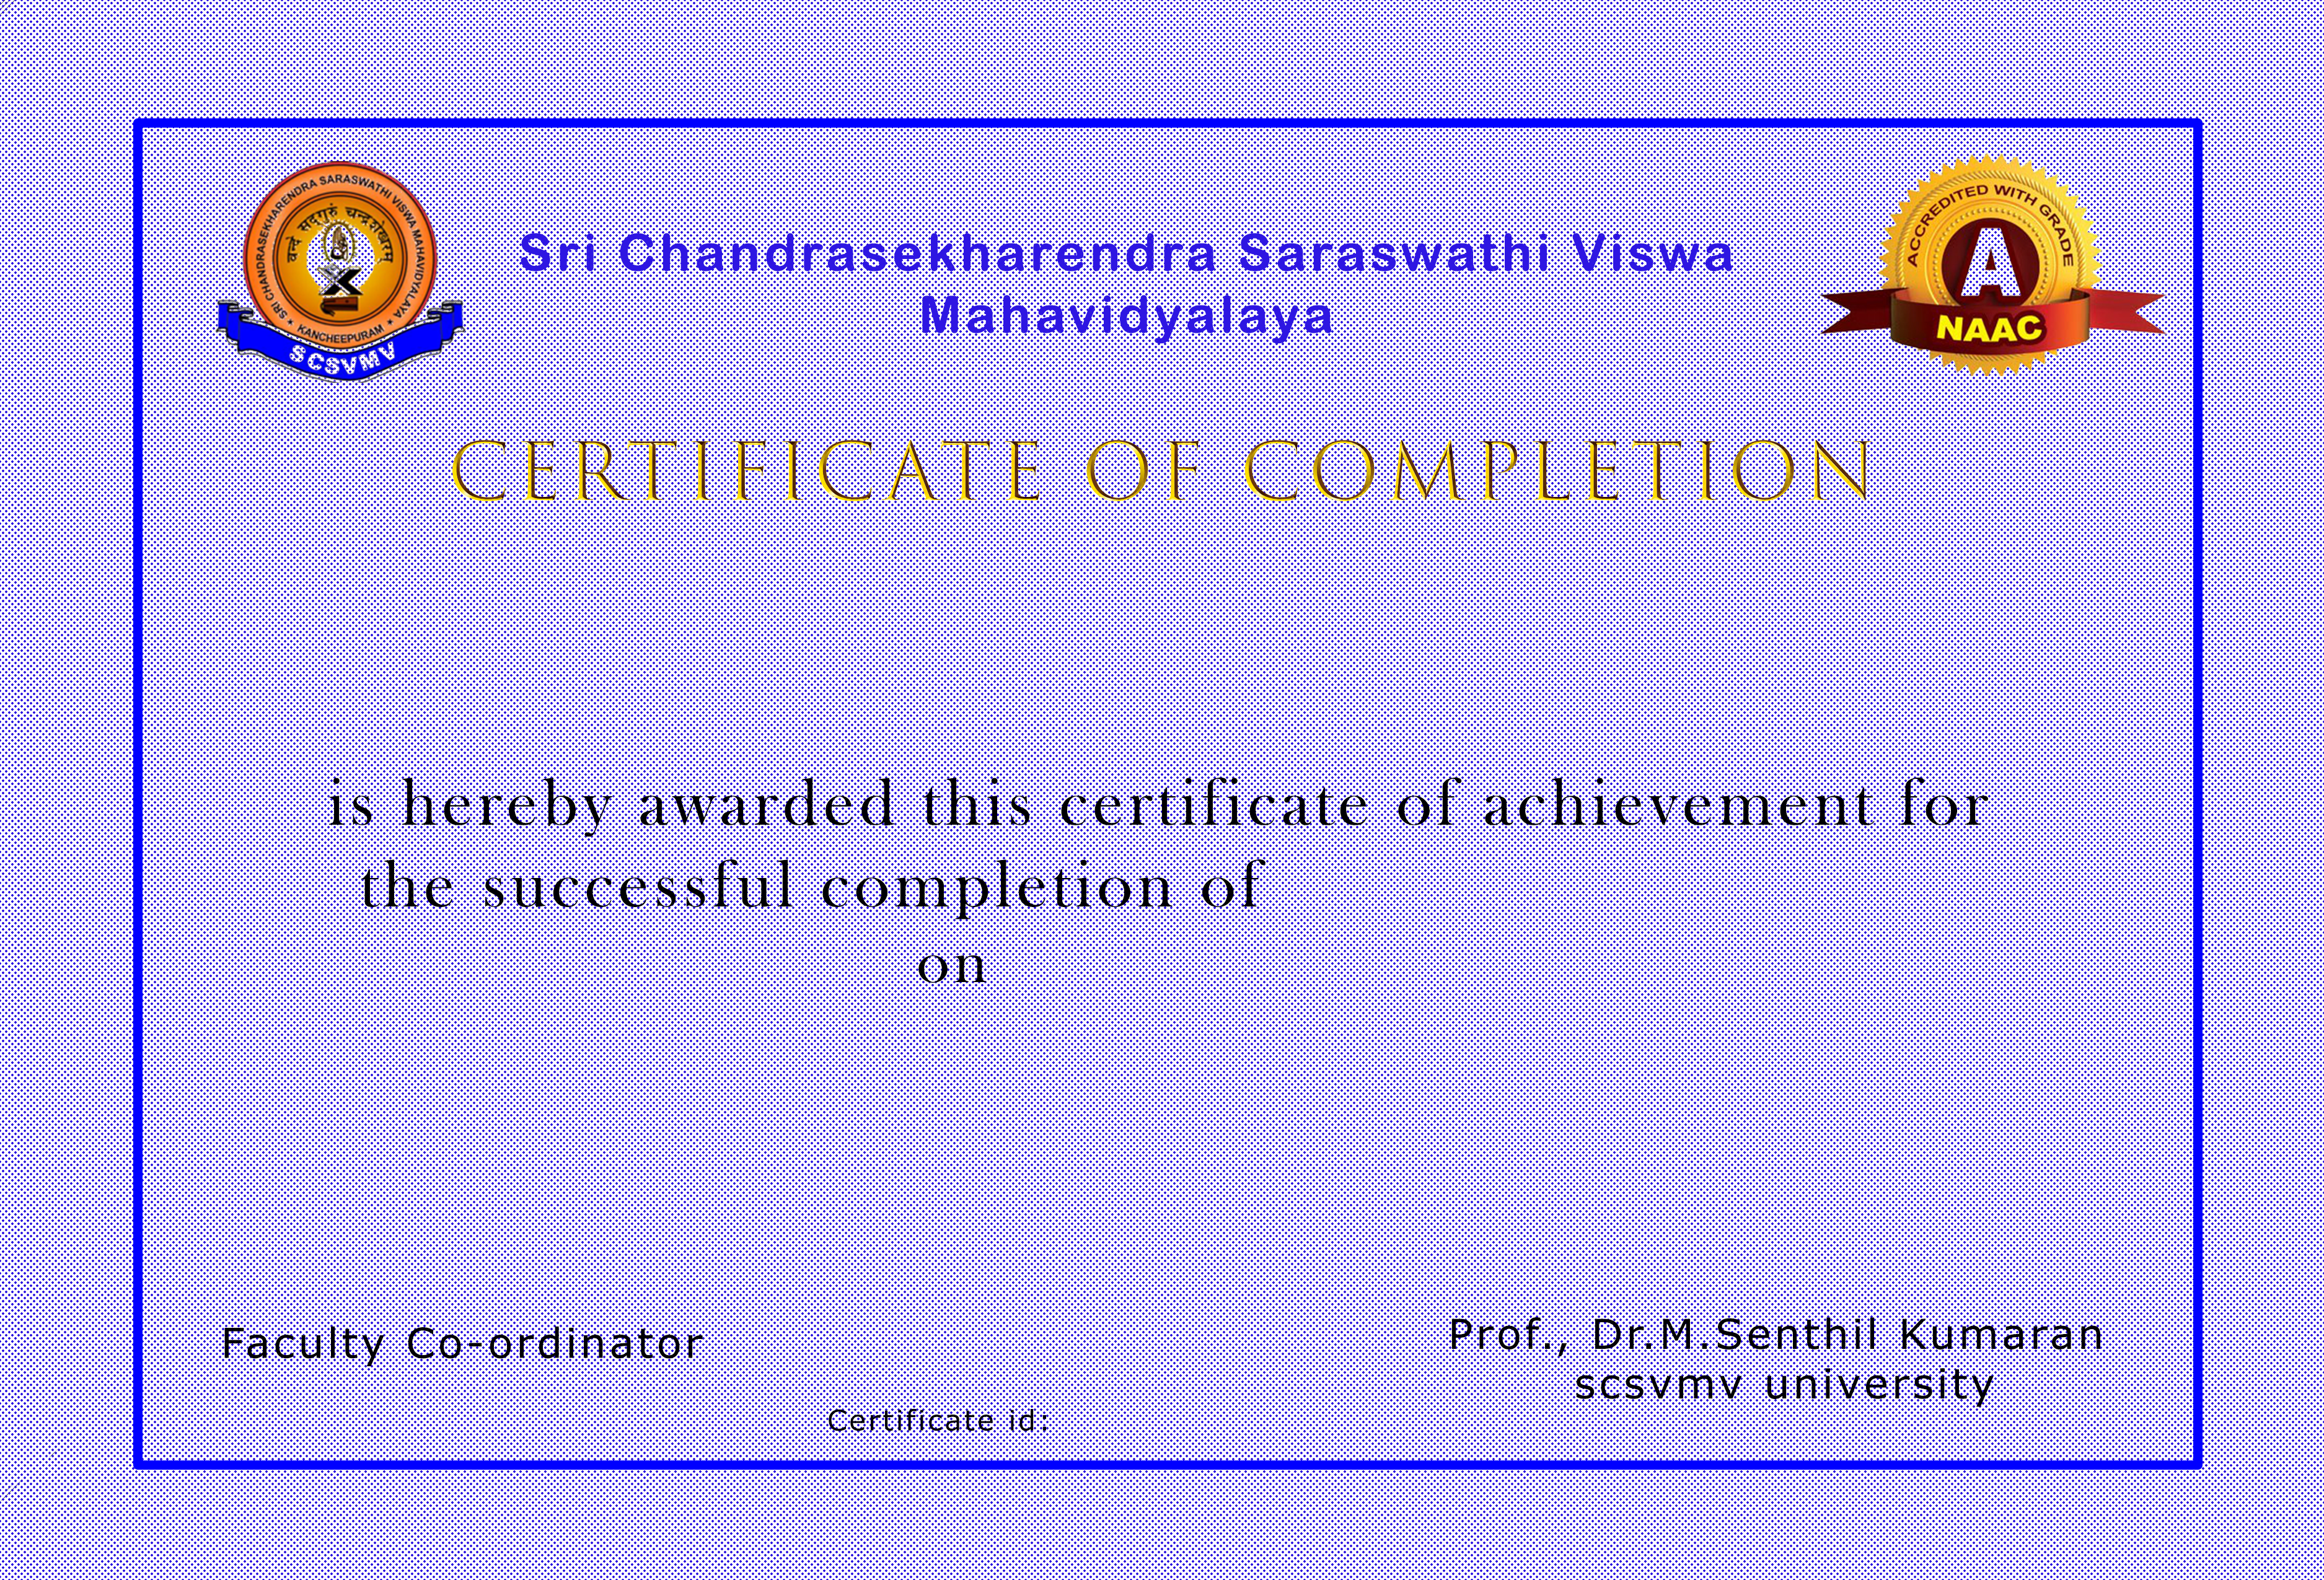 SRI CHANDRASEKHARENDRA SARASWATHI VISWA MAHAVIDYALAYA
वन्दे सद्गुरुं चन्द्रशेखरम्
★ KANCHEEPURAM ★
SCSVMV
Sri Chandrasekharendra Saraswathi Viswa
Mahavidyalaya
ACCREDITED WITH GRADE
A
NAAC
CERTIFICATE OF COMPLETION
is hereby awarded this certificate of achievement for
the successful completion of
on
Faculty Co-ordinator
Prof., Dr.M.Senthil Kumaran
scsvmv university
Certificate id: